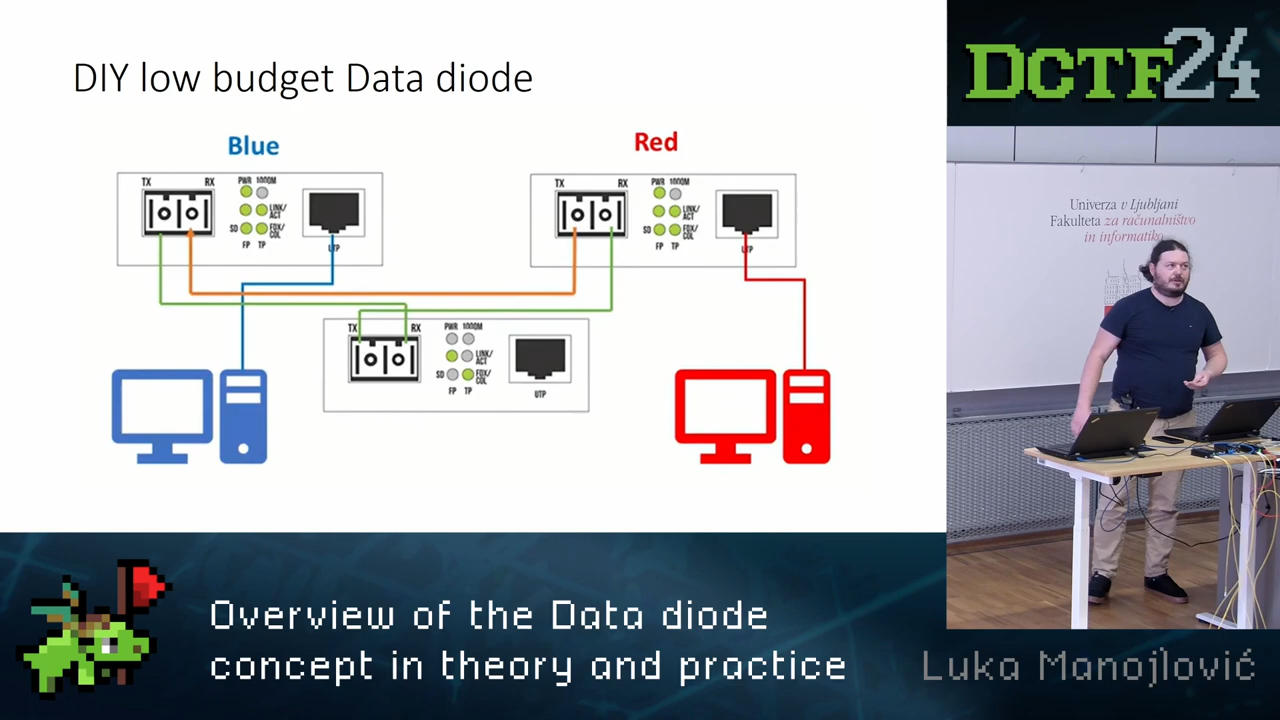 DIY low budget Data diode
Blue
Red
TX
RX
PWR 1000M
LINK/
ACT
SD
FDX/
COL
FP TP
UTP
TX
RX
PWR 1000M
LINK/
ACT
SD
FDX/
COL
FP TP
UTP
TX
RX
PWR 1000M
LINK/
ACT
SD
FDX/
COL
FP TP
UTP
DCTF24
Univerza v Ljubljani
Fakulteta za računalništvo
in informatiko
Overview of the Data diode
concept in theory and practice
Luka Manojlović